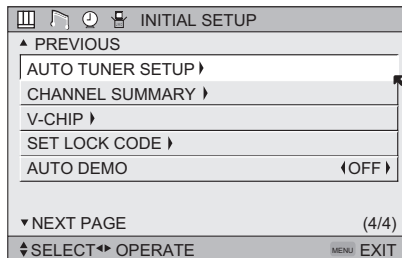 INITIAL SETUP
▲ PREVIOUS
AUTO TUNER SETUP
CHANNEL SUMMARY
V-CHIP
SET LOCK CODE
AUTO DEMO OFF
▼ NEXT PAGE (4/4)
SELECT OPERATE MENU EXIT